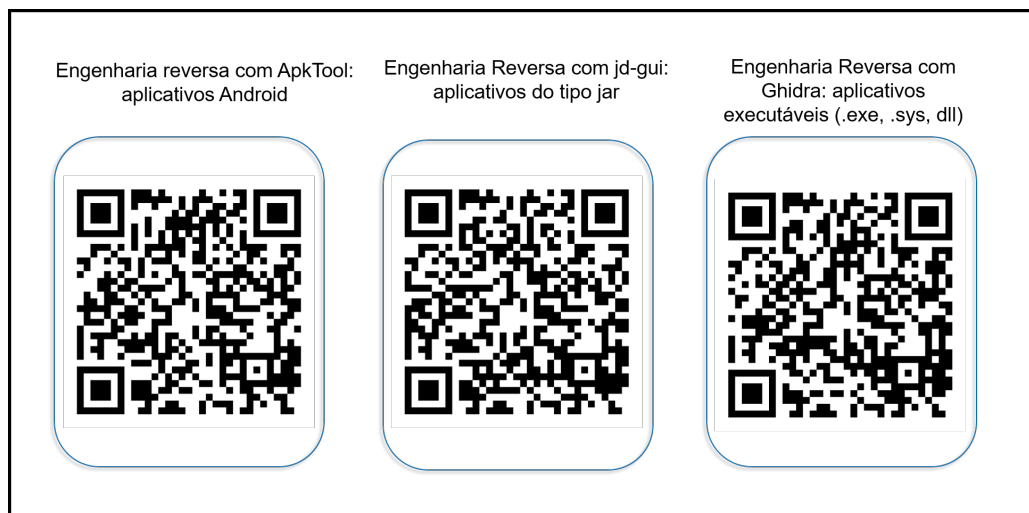 Engenharia reversa com ApkTool:
aplicativos Android
Engenharia Reversa com jd-gui:
aplicativos do tipo jar
Engenharia Reversa com
Ghidra: aplicativos
executáveis (.exe, .sys, dll)